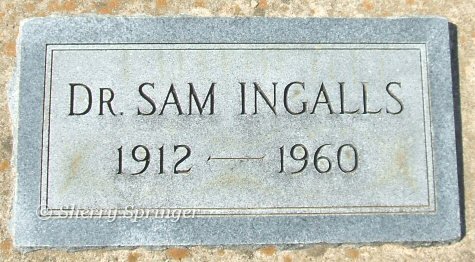 DR. SAM INGALLS
1912 — 1960
© Sherry Springer